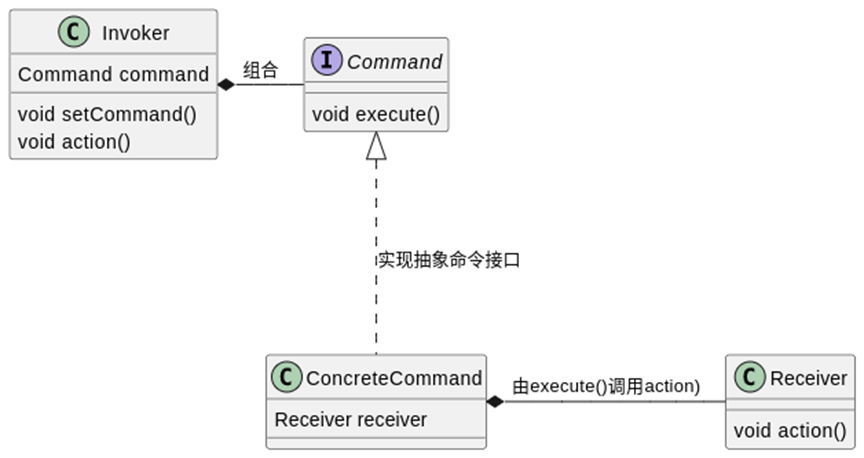 C Invoker
Command command
void setCommand()
void action()
组合
I Command
void execute()
实现抽象命令接口
C ConcreteCommand
Receiver receiver
由execute()调用action)
C Receiver
void action()